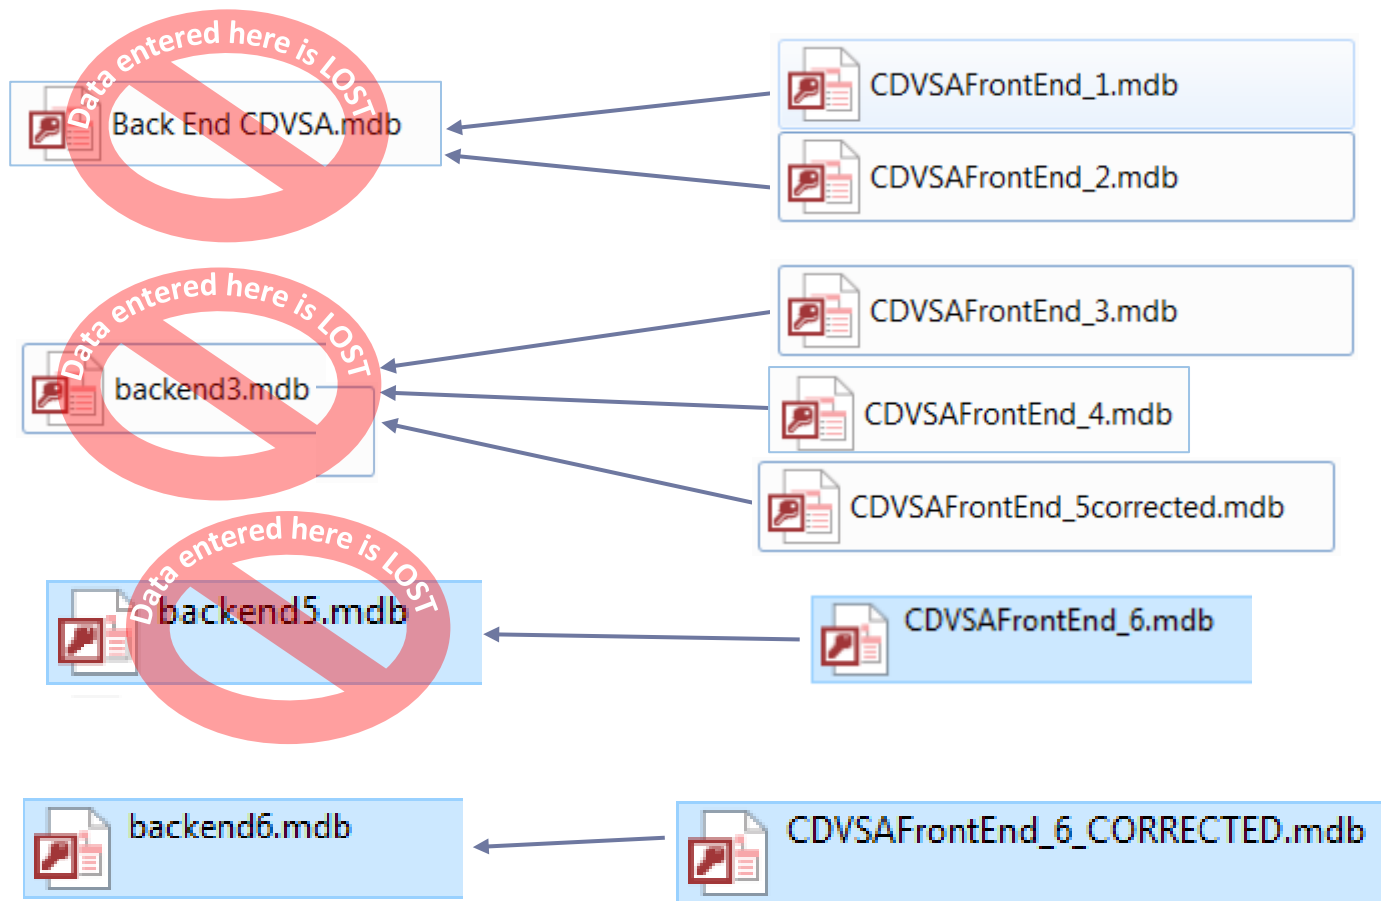 Data entered here is LOST
Back End CDVSA.mdb
CDVSAFrontEnd_1.mdb
CDVSAFrontEnd_2.mdb
Data entered here is LOST
backend3.mdb
CDVSAFrontEnd_3.mdb
CDVSAFrontEnd_4.mdb
CDVSAFrontEnd_5corrected.mdb
Data entered here is LOST
backend5.mdb
CDVSAFrontEnd_6.mdb
backend6.mdb
CDVSAFrontEnd_6_CORRECTED.mdb